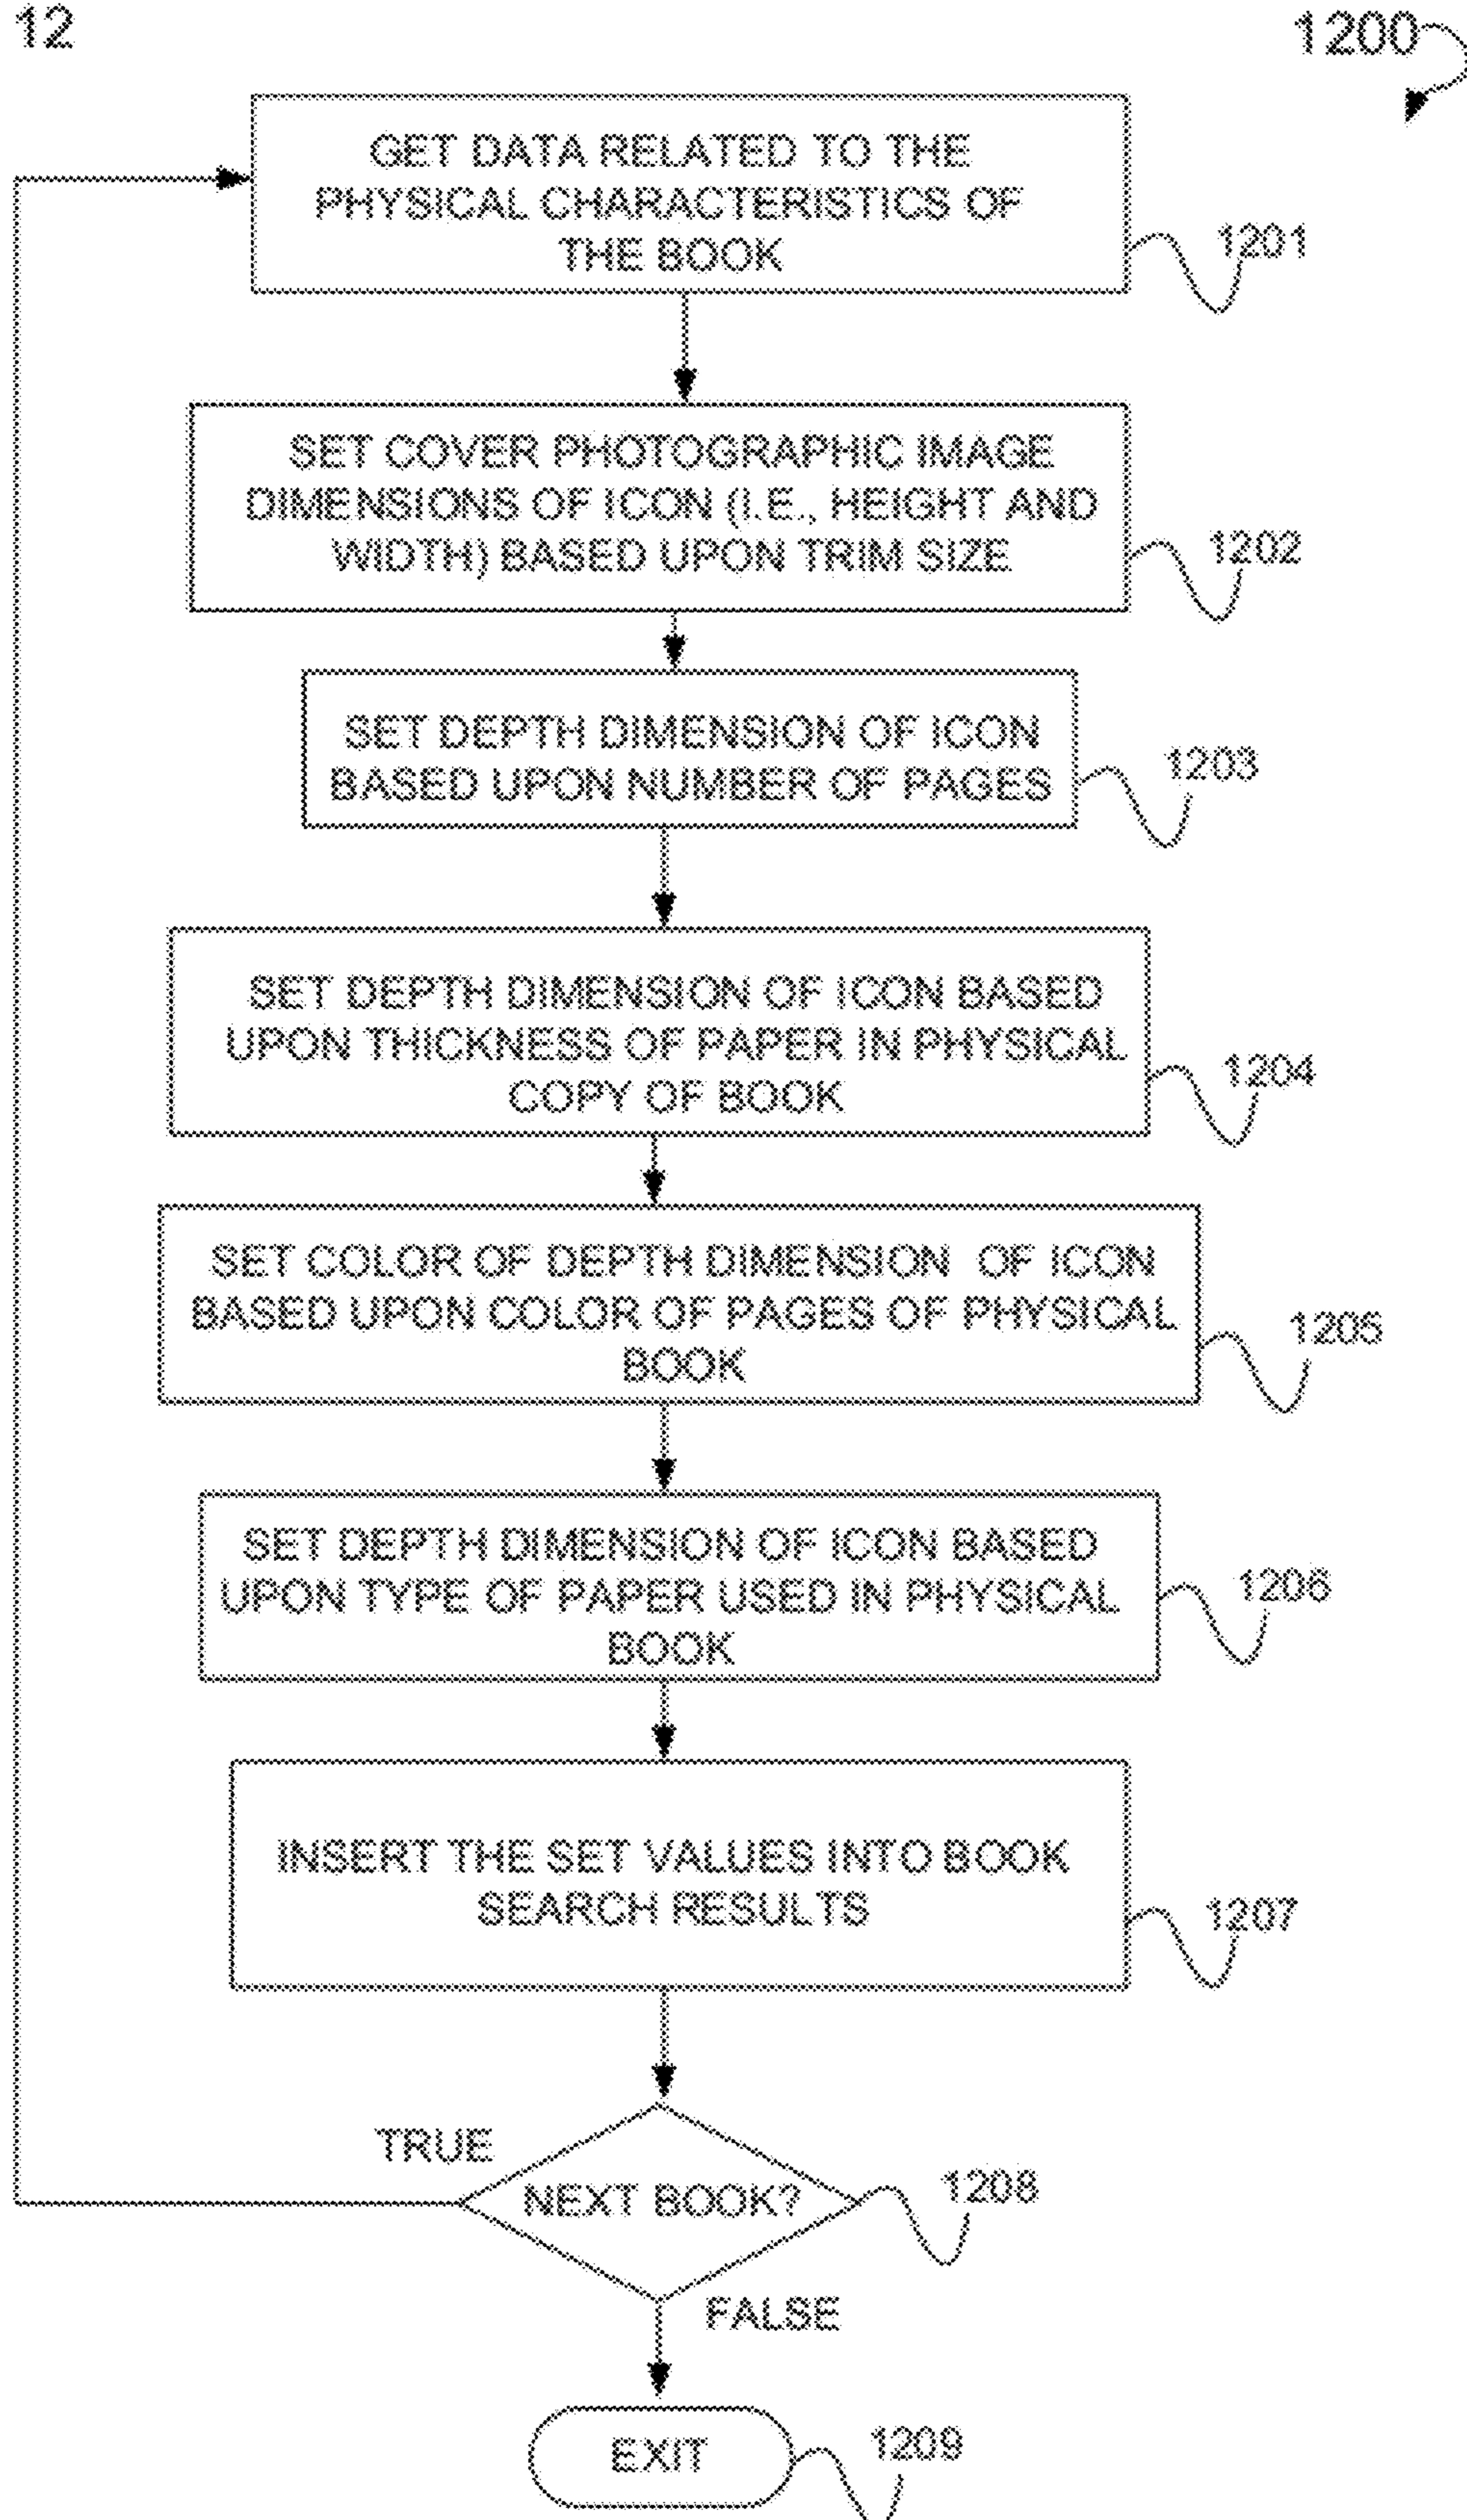 12
1200
GET DATA RELATED TO THE
PHYSICAL CHARACTERISTICS OF
THE BOOK
1201
SET COVER PHOTOGRAPHIC IMAGE
DIMENSIONS OF ICON (I.E., HEIGHT AND
WIDTH) BASED UPON TRIM SIZE
1202
SET DEPTH DIMENSION OF ICON
BASED UPON NUMBER OF PAGES
1203
SET DEPTH DIMENSION OF ICON BASED
UPON THICKNESS OF PAPER IN PHYSICAL
COPY OF BOOK
1204
SET COLOR OF DEPTH DIMENSION OF ICON
BASED UPON COLOR OF PAGES OF PHYSICAL
BOOK
1205
SET DEPTH DIMENSION OF ICON BASED
UPON TYPE OF PAPER USED IN PHYSICAL
BOOK
1206
INSERT THE SET VALUES INTO BOOK
SEARCH RESULTS
1207
TRUE
NEXT BOOK?
1208
FALSE
EXIT
1209